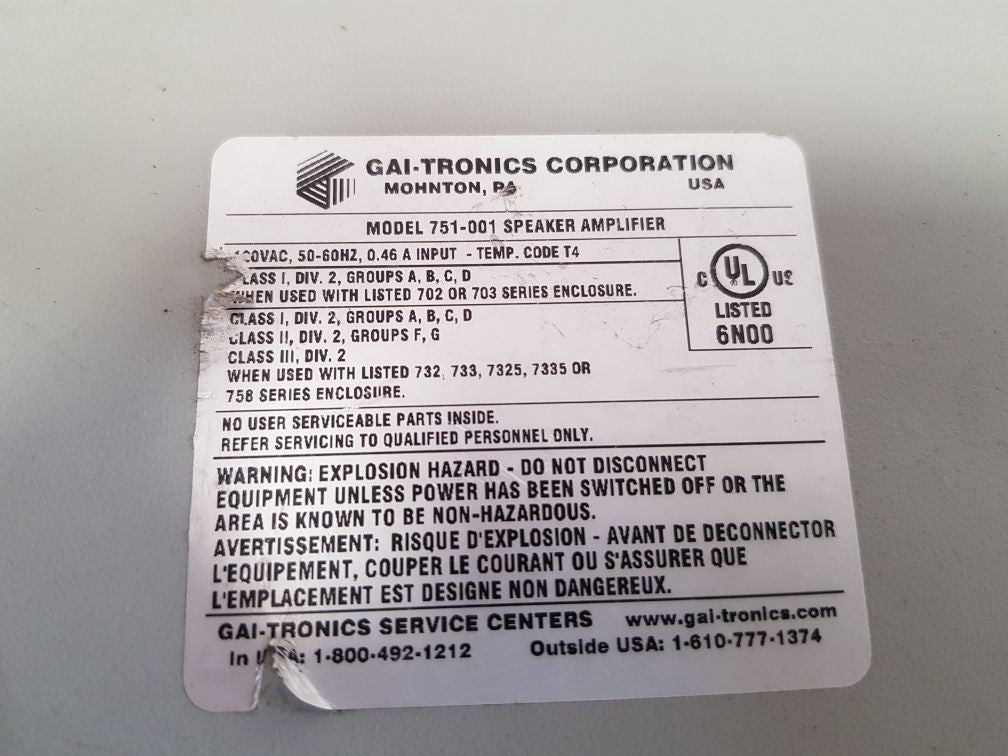 GAI-TRONICS CORPORATION
MOHNTON, PA USA
MODEL 751-001 SPEAKER AMPLIFIER
120VAC, 50-60HZ, 0.46 A INPUT - TEMP. CODE T4
CLASS I, DIV. 2, GROUPS A, B, C, D
WHEN USED WITH LISTED 702 OR 703 SERIES ENCLOSURE.
CLASS I, DIV. 2, GROUPS A, B, C, D
CLASS II, DIV. 2, GROUPS F, G
CLASS III, DIV. 2
WHEN USED WITH LISTED 732, 733, 7325, 7335 OR
758 SERIES ENCLOSURE.
C UL US
LISTED
6N00
NO USER SERVICEABLE PARTS INSIDE.
REFER SERVICING TO QUALIFIED PERSONNEL ONLY.
WARNING: EXPLOSION HAZARD - DO NOT DISCONNECT
EQUIPMENT UNLESS POWER HAS BEEN SWITCHED OFF OR THE
AREA IS KNOWN TO BE NON-HAZARDOUS.
AVERTISSEMENT: RISQUE D'EXPLOSION - AVANT DE DECONNECTOR
L'EQUIPEMENT, COUPER LE COURANT OU S'ASSURER QUE
L'EMPLACEMENT EST DESIGNE NON DANGEREUX.
GAI-TRONICS SERVICE CENTERS www.gai-tronics.com
In USA: 1-800-492-1212 Outside USA: 1-610-777-1374